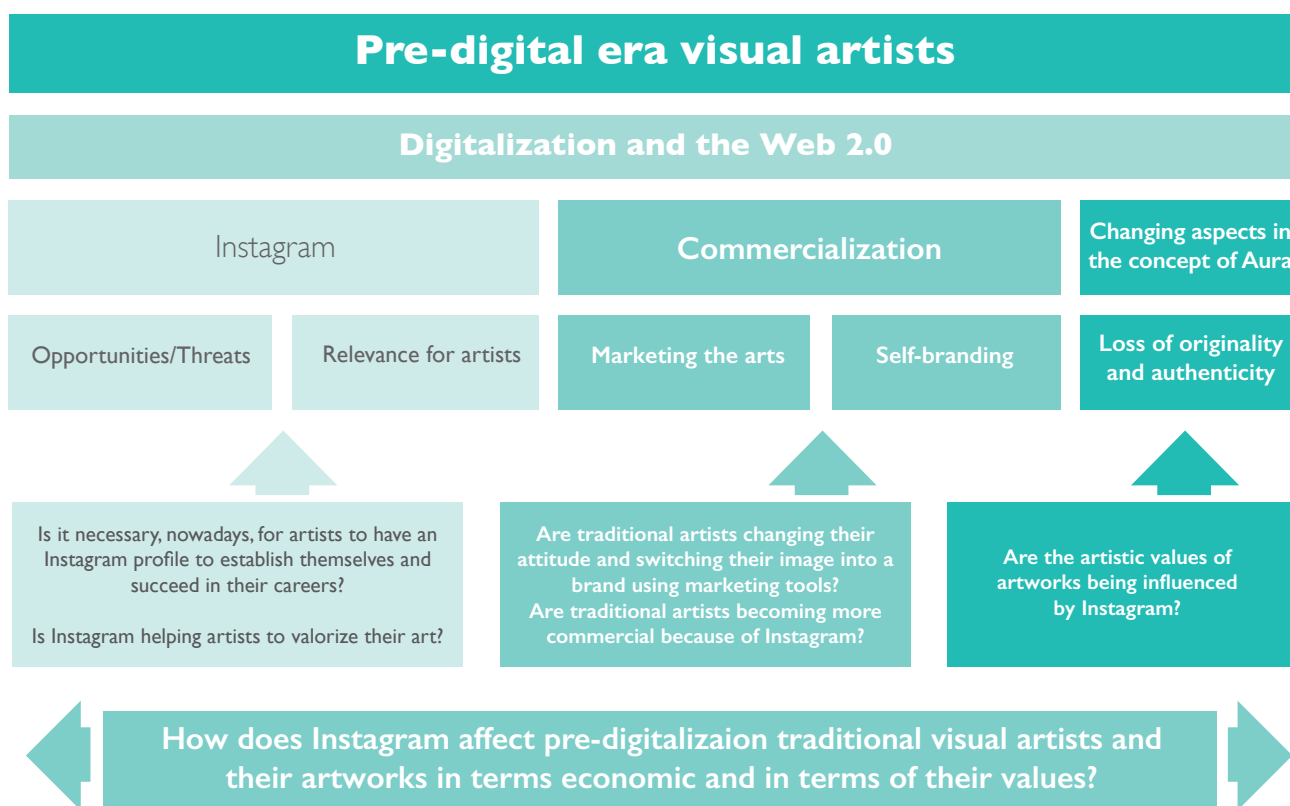 Pre-digital era visual artists
Digitalization and the Web 2.0
Instagram
Commercialization
Changing aspects in
the concept of Aura
Opportunities/Threats
Relevance for artists
Marketing the arts
Self-branding
Loss of originality
and authenticity
Is it necessary, nowadays, for artists to have an
Instagram profile to establish themselves and
succeed in their careers?
Is Instagram helping artists to valorize their art?
Are traditional artists changing their
attitude and switching their image into a
brand using marketing tools?
Are traditional artists becoming more
commercial because of Instagram?
Are the artistic values of
artworks being influenced
by Instagram?
How does Instagram affect pre-digitalizaion traditional visual artists and
their artworks in terms economic and in terms of their values?